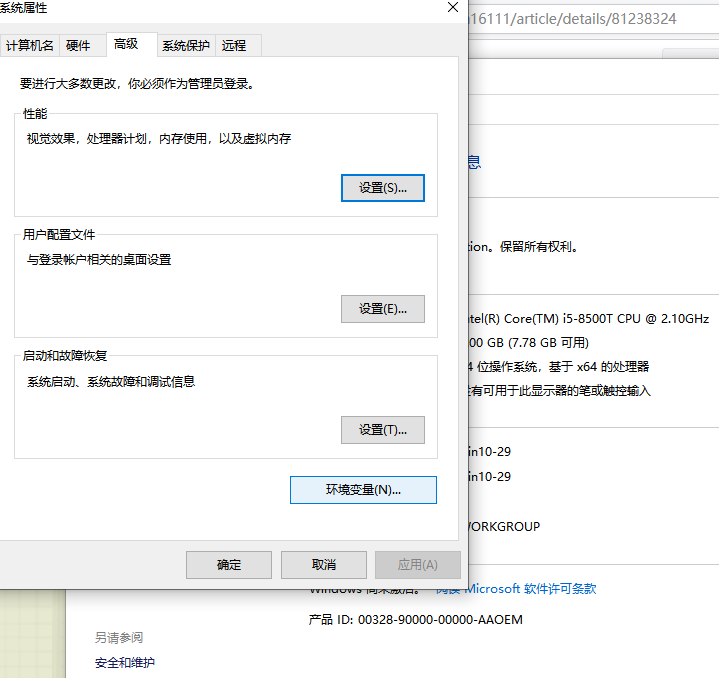 系统属性
16111/article/details/81238324
计算机名 硬件 高级 系统保护 远程
要进行大多数更改，你必须作为管理员登录。
性能
视觉效果，处理器计划，内存使用，以及虚拟内存
设置(S)...
息
用户配置文件
与登录帐户相关的桌面设置
tion。保留所有权利。
设置(E)...
ntel(R) Core(TM) i5-8500T CPU @ 2.10GHz
00 GB (7.78 GB 可用)
启动和故障恢复
4 位操作系统，基于 x64 的处理器
系统启动、系统故障和调试信息
有可用于此显示器的笔或触控输入
设置(T)...
in10-29
in10-29
环境变量(N)...
WORKGROUP
确定 取消 应用(A)
Windows 尚未激活。 阅读 Microsoft 软件许可条款
产品 ID: 00328-90000-00000-AAOEM
另请参阅
安全和维护